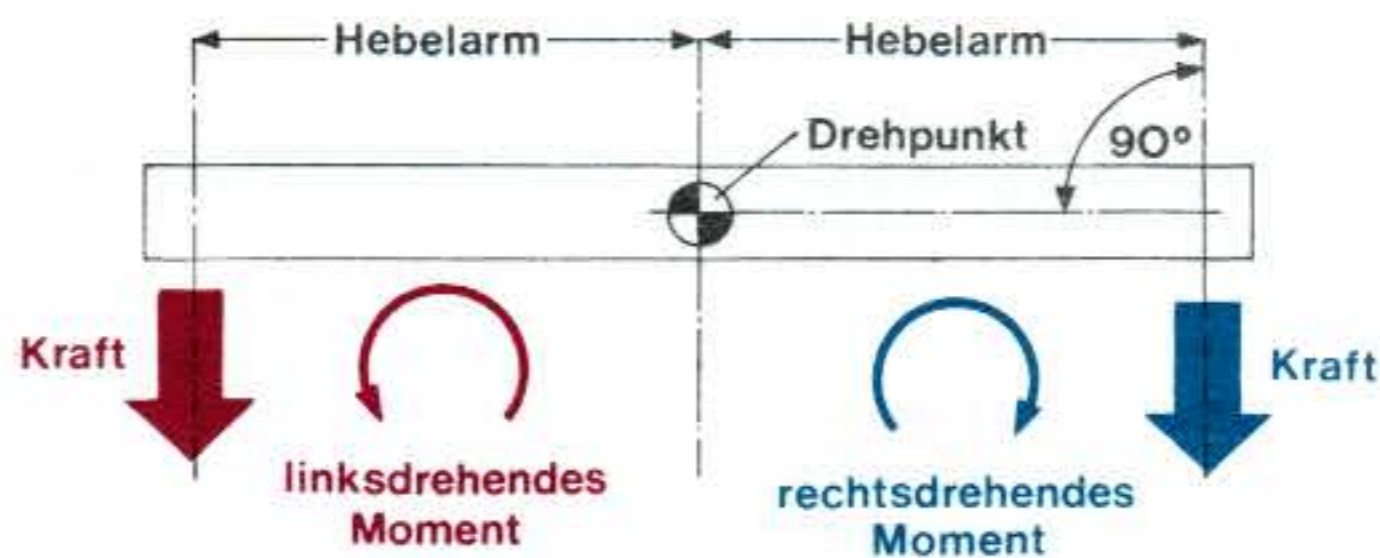 Hebelarm Hebelarm
Drehpunkt 90°
Kraft Kraft
linksdrehendes
Moment
rechtsdrehendes
Moment